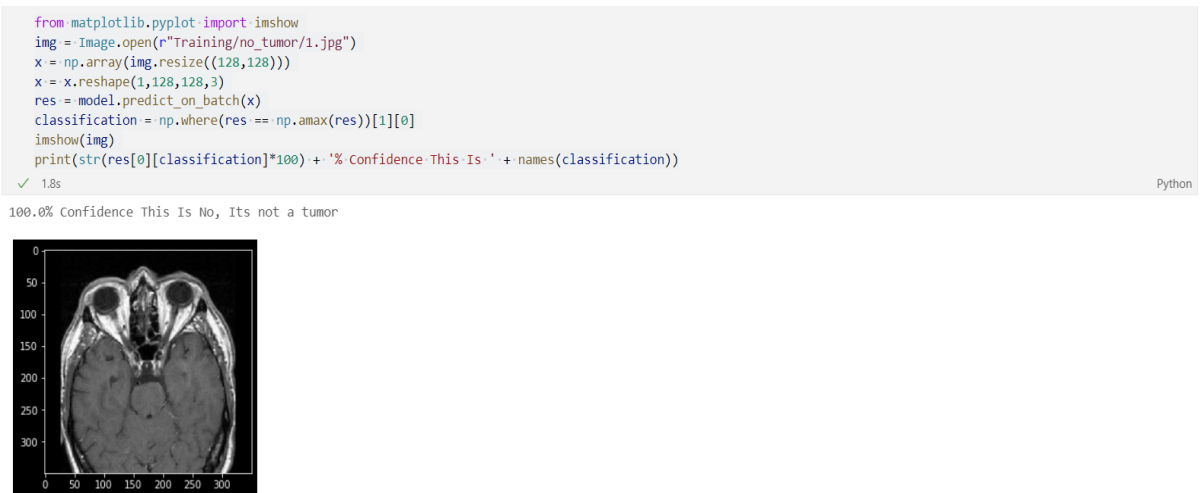 from matplotlib.pyplot import imshow
img = Image.open(r"Training/no_tumor/1.jpg")
x = np.array(img.resize((128,128)))
x = x.reshape(1,128,128,3)
res = model.predict_on_batch(x)
classification = np.where(res == np.amax(res))[1][0]
imshow(img)
print(str(res[0][classification]*100) + '% Confidence This Is ' + names(classification))
✓ 1.8s Python
100.0% Confidence This Is No, Its not a tumor
0
50
100
150
200
250
300
0 50 100 150 200 250 300